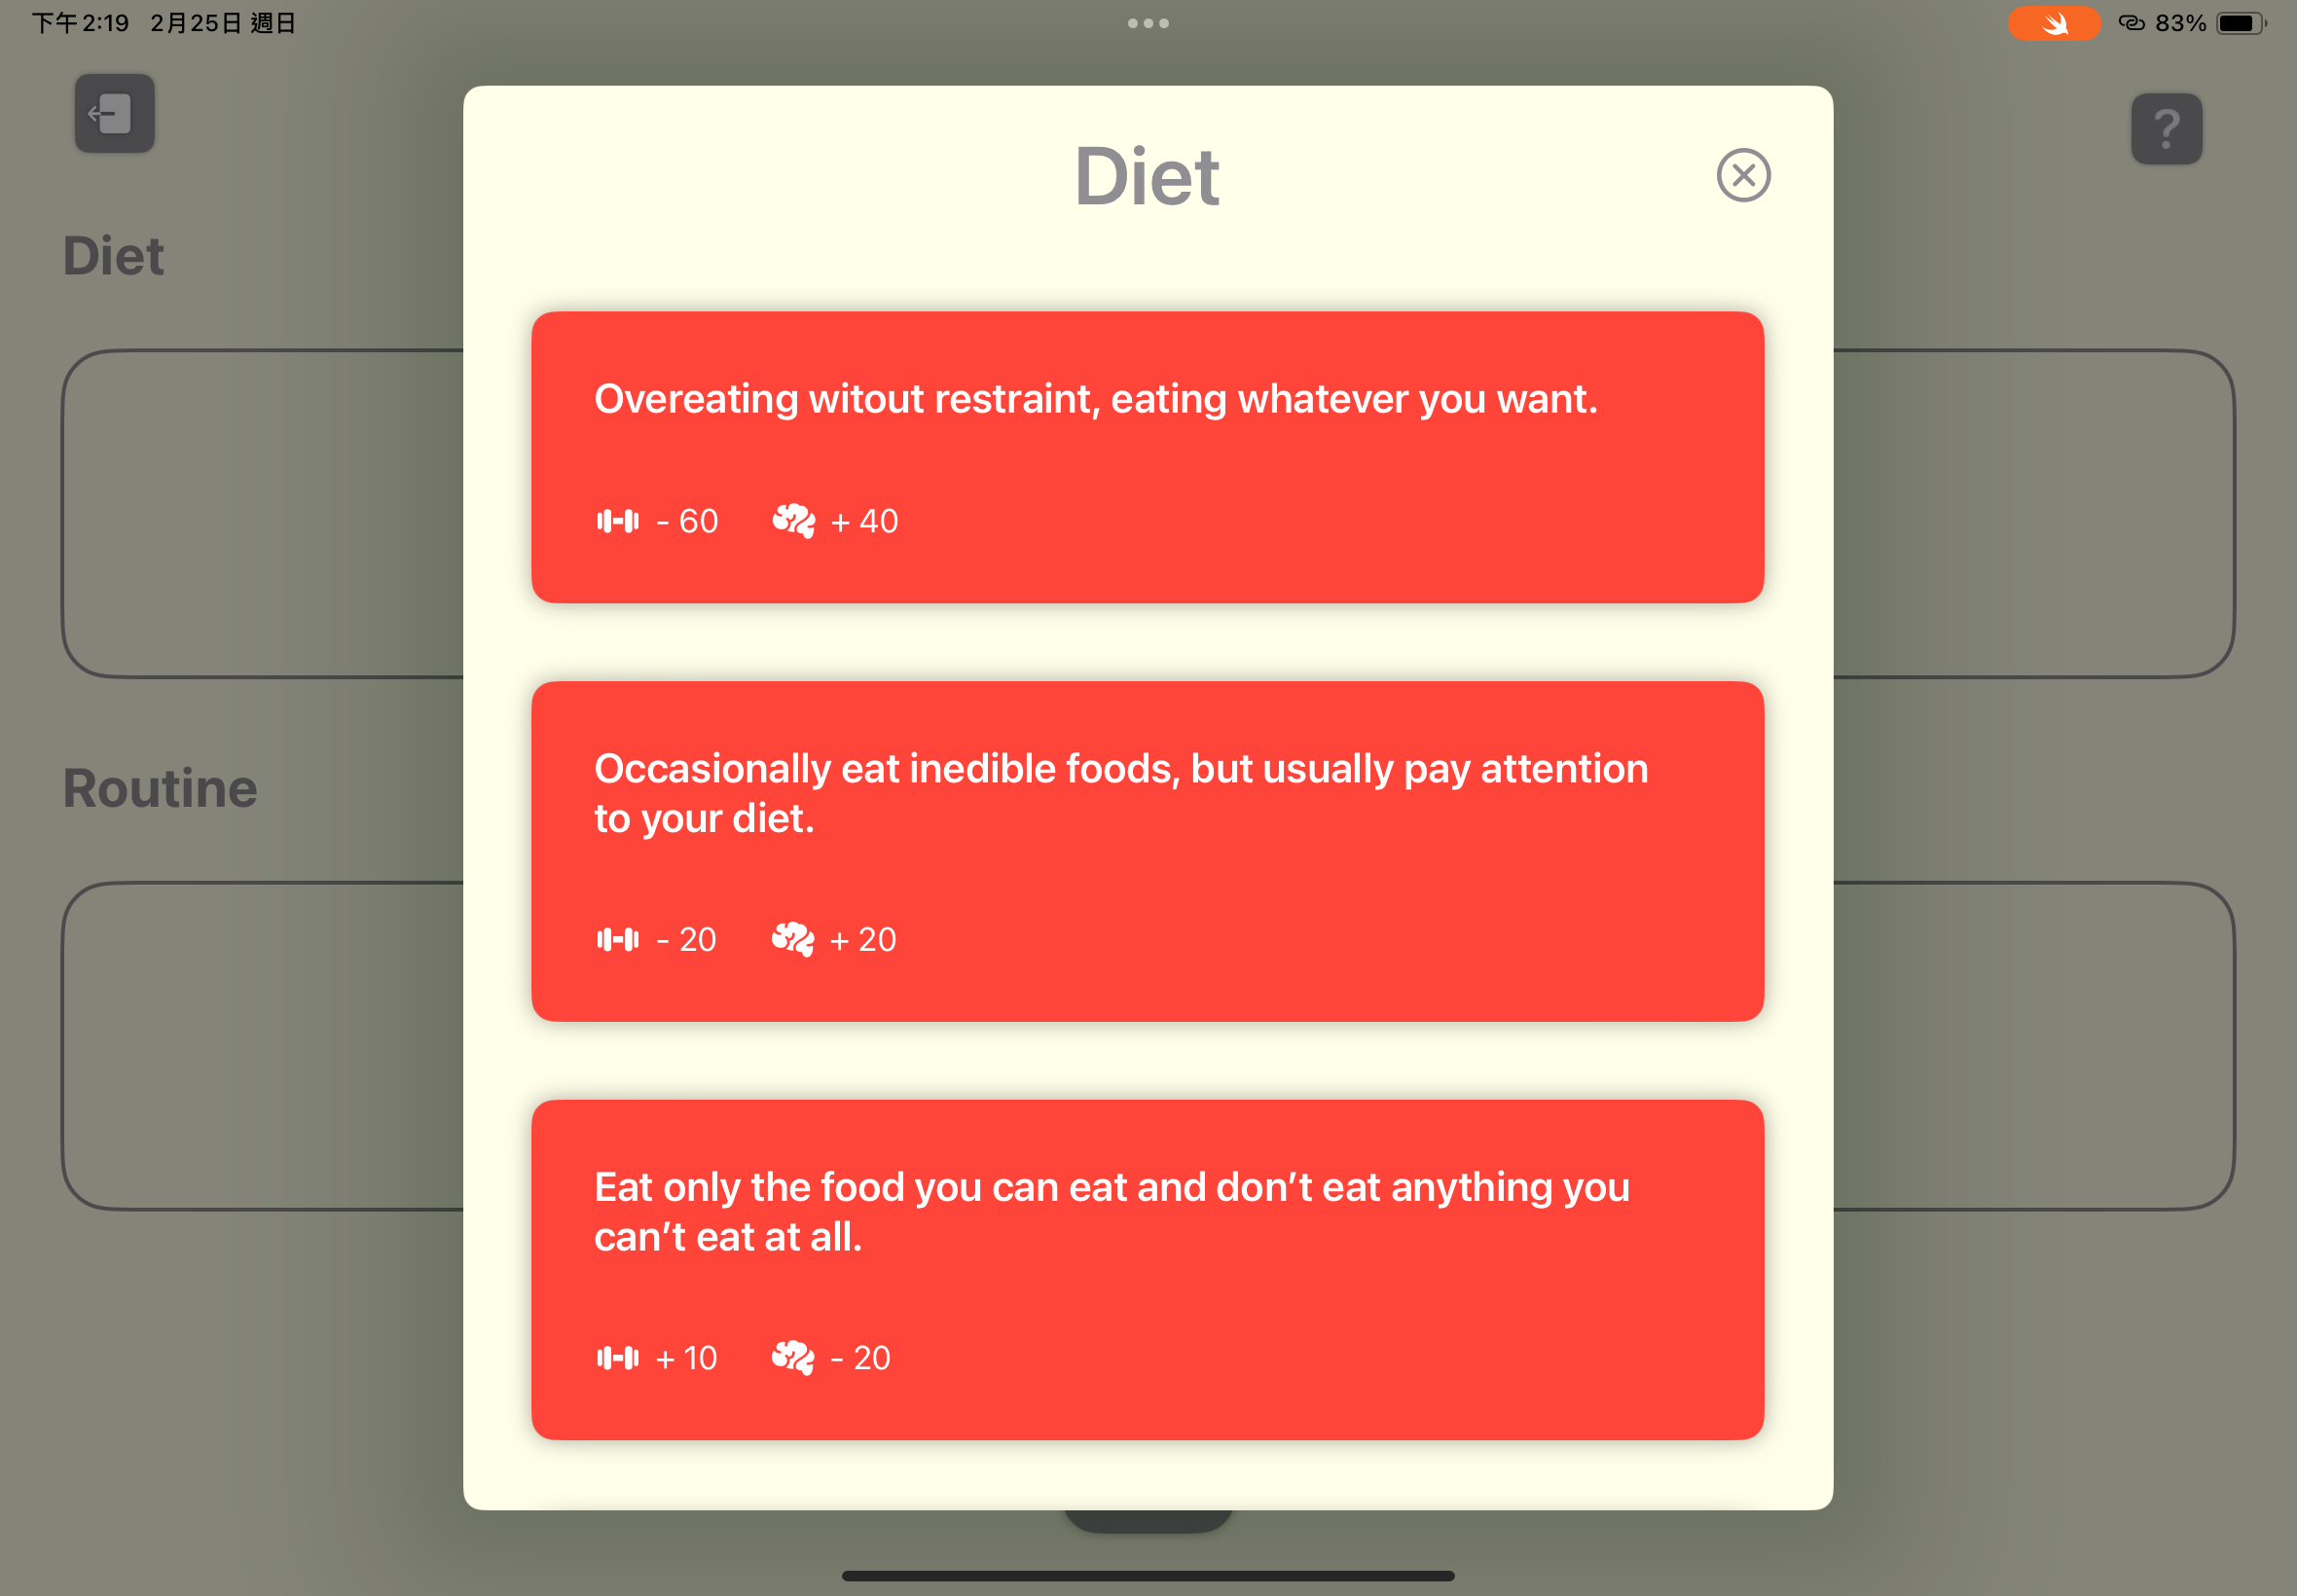 下午2:19 2月25日 週日
83%
?
Diet
Diet
Overeating witout restraint, eating whatever you want.
- 60 + 40
Occasionally eat inedible foods, but usually pay attention
to your diet.
- 20 + 20
Routine
Eat only the food you can eat and don’t eat anything you
can’t eat at all.
+ 10 - 20